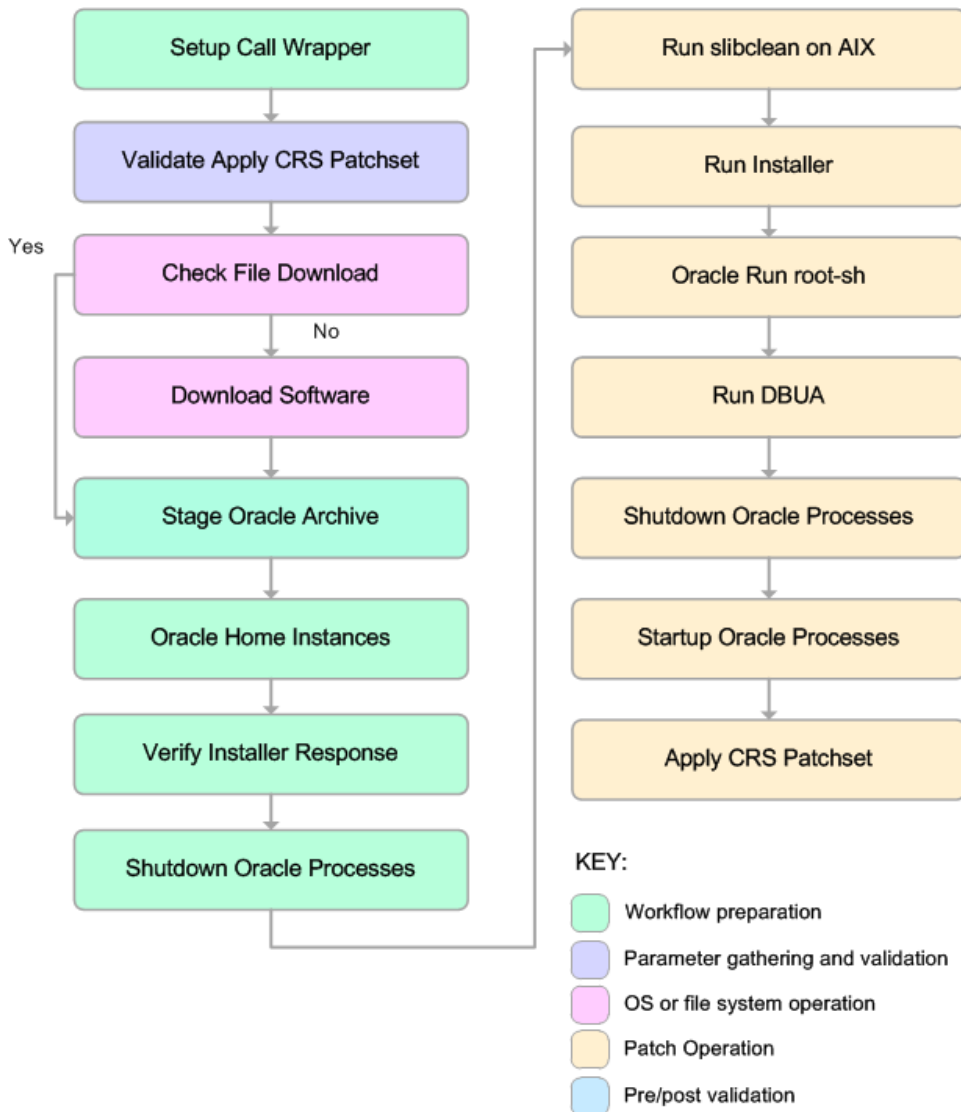 Setup Call Wrapper
Validate Apply CRS Patchset
Yes
Check File Download
No
Download Software
Stage Oracle Archive
Oracle Home Instances
Verify Installer Response
Shutdown Oracle Processes
Run slibclean on AIX
Run Installer
Oracle Run root-sh
Run DBUA
Shutdown Oracle Processes
Startup Oracle Processes
Apply CRS Patchset
KEY:
Workflow preparation
Parameter gathering and validation
OS or file system operation
Patch Operation
Pre/post validation